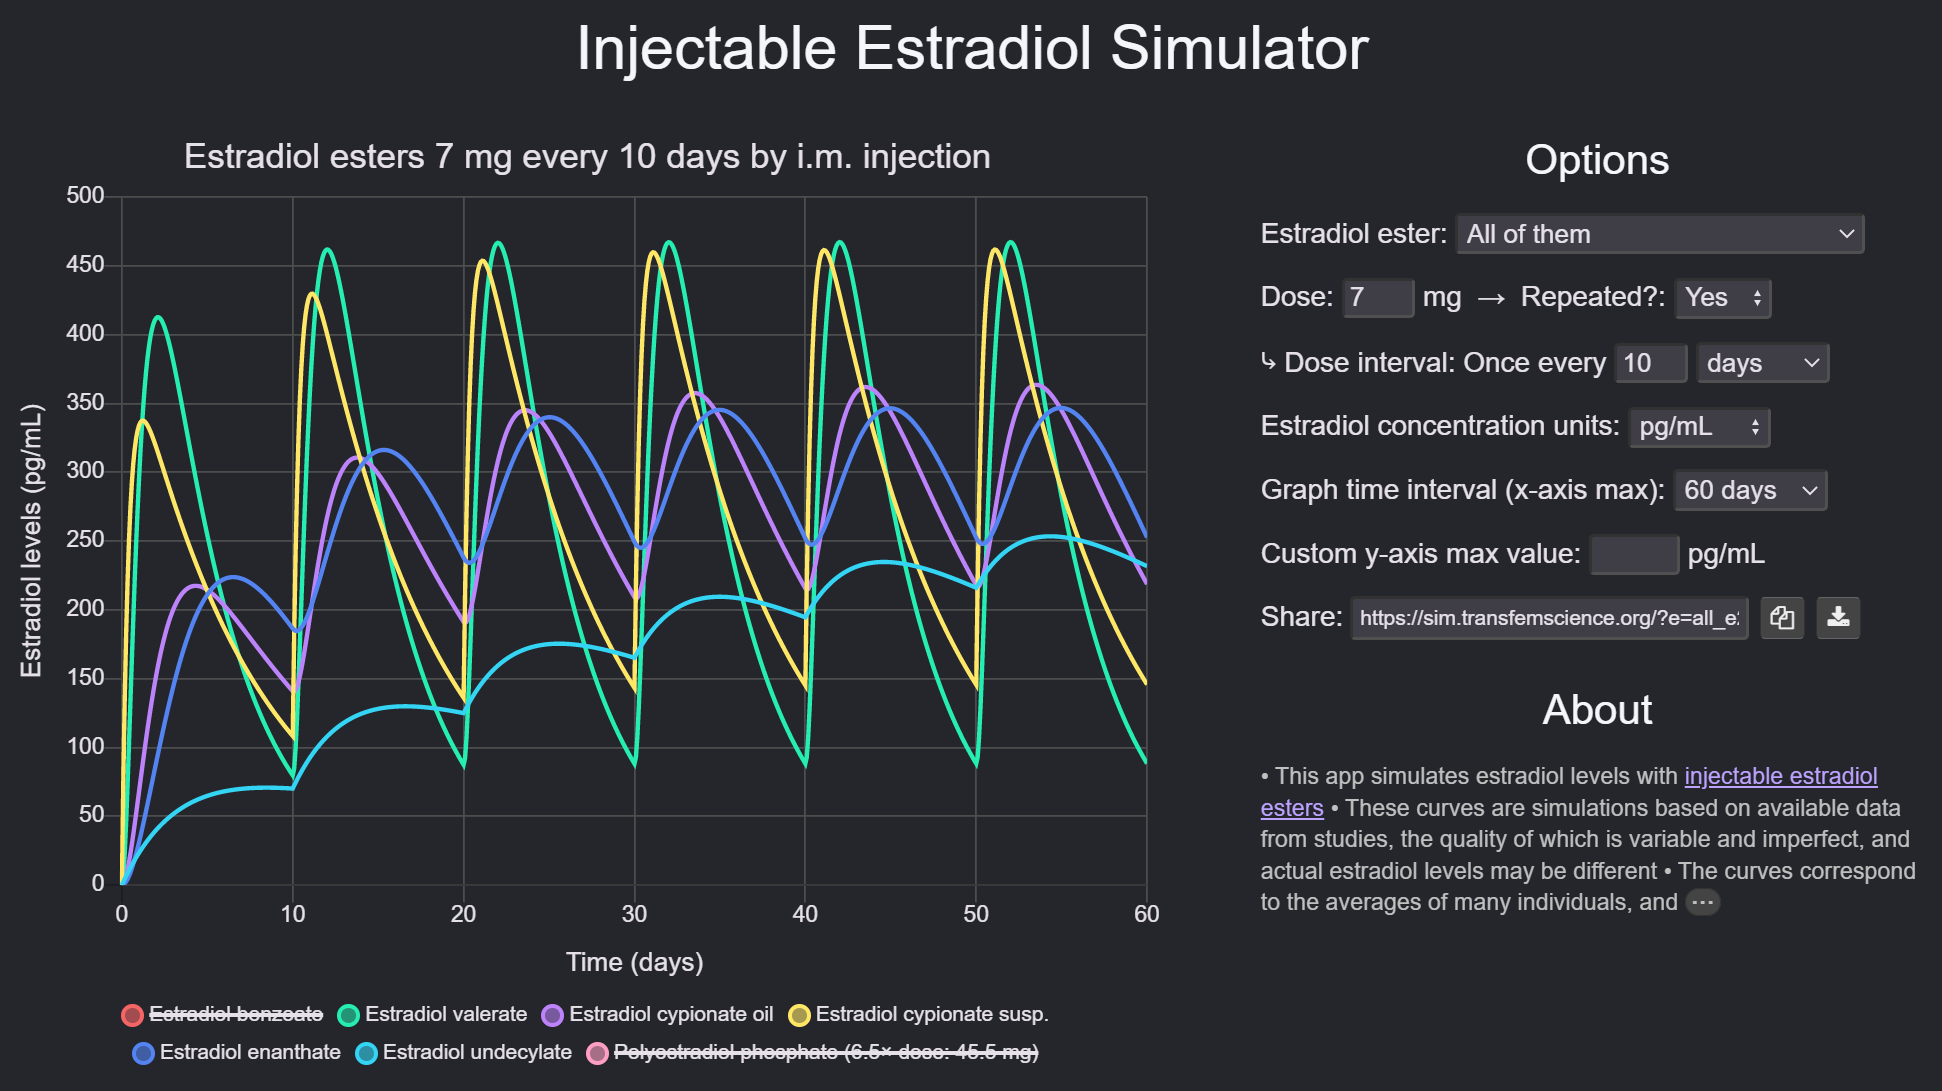 Injectable Estradiol Simulator
Estradiol esters 7 mg every 10 days by i.m. injection
500
450
400
350
300
250
200
150
100
50
0
Estradiol levels (pg/mL)
0 10 20 30 40 50 60
Time (days)
Estradiol benzoate Estradiol valerate Estradiol cypionate oil Estradiol cypionate susp.
Estradiol enanthate Estradiol undecylate Polyestradiol phosphate (6.5× dose: 45.5 mg)
Options
Estradiol ester: All of them
Dose: 7 mg → Repeated?: Yes
↳ Dose interval: Once every 10 days
Estradiol concentration units: pg/mL
Graph time interval (x-axis max): 60 days
Custom y-axis max value: pg/mL
Share: https://sim.transfemscience.org/?e=all_e
About
• This app simulates estradiol levels with injectable estradiol
esters • These curves are simulations based on available data
from studies, the quality of which is variable and imperfect, and
actual estradiol levels may be different • The curves correspond
to the averages of many individuals, and ···